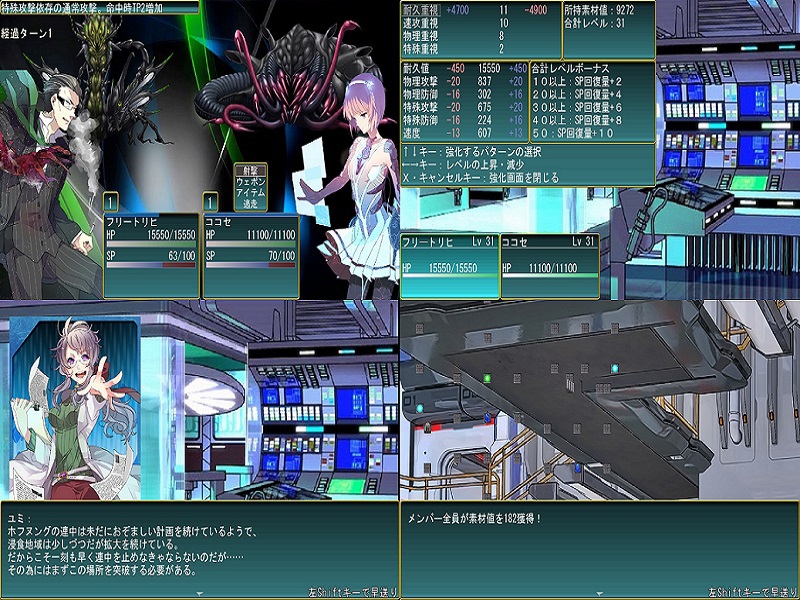 特殊攻撃依存の通常攻撃。命中時TP2増加
経過ターン1
射撃
ウェポン
アイテム
逃走
1
1
フリートリヒ
HP 15550/15550
SP 63/100
ココセ
HP 11100/11100
SP 70/100
耐久重視 +4700 11 -4900
速攻重視 10
物理重視 8
特殊重視 2
所持素材値：9272
合計レベル：31
耐久値 -450 15550 +450
物理攻撃 -20 837 +20
物理防御 -16 302 +16
特殊攻撃 -20 675 +20
特殊防御 -16 224 +16
速度 -13 607 +13
合計レベルボーナス
10以上：SP回復量+2
20以上：SP回復量+4
30以上：SP回復量+6
40以上：SP回復量+8
50：SP回復量+10
↑↓キー：強化するパターンの選択
←→キー：レベルの上昇・減少
X・キャンセルキー：強化画面を閉じる
フリートリヒ Lv 31
HP 15550/15550
ココセ Lv 31
HP 11100/11100
ユミ：
ホフヌングの連中は未だにおぞましい計画を続けているようで、
浸食地域は少しづつだが拡大を続けている。
だからこそ一刻も早く連中を止めなきゃならないのだが……
その為にはまずこの場所を突破する必要がある。
左Shiftキーで早送り
メンバー全員が素材値を182獲得！
左Shiftキーで早送り